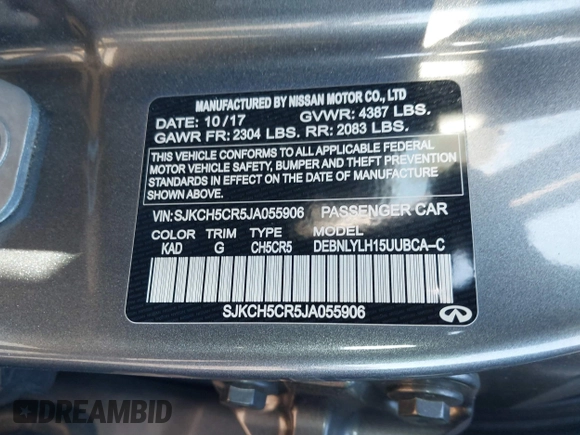 MANUFACTURED BY NISSAN MOTOR CO., LTD
DATE: 10/17 GVWR: 4387 LBS.
GAWR FR: 2304 LBS. RR: 2083 LBS.
THIS VEHICLE CONFORMS TO ALL APPLICABLE FEDERAL
MOTOR VEHICLE SAFETY, BUMPER AND THEFT PREVENTION
STANDARDS IN EFFECT ON THE DATE OF MANUFACTURE
SHOWN ABOVE.
VIN: SJKCH5CR5JA055906 PASSENGER CAR
COLOR TRIM TYPE MODEL
KAD G CH5CR5 DEBNLYLH15UUBCA-C
SJKCH5CR5JA055906
DREAMBID